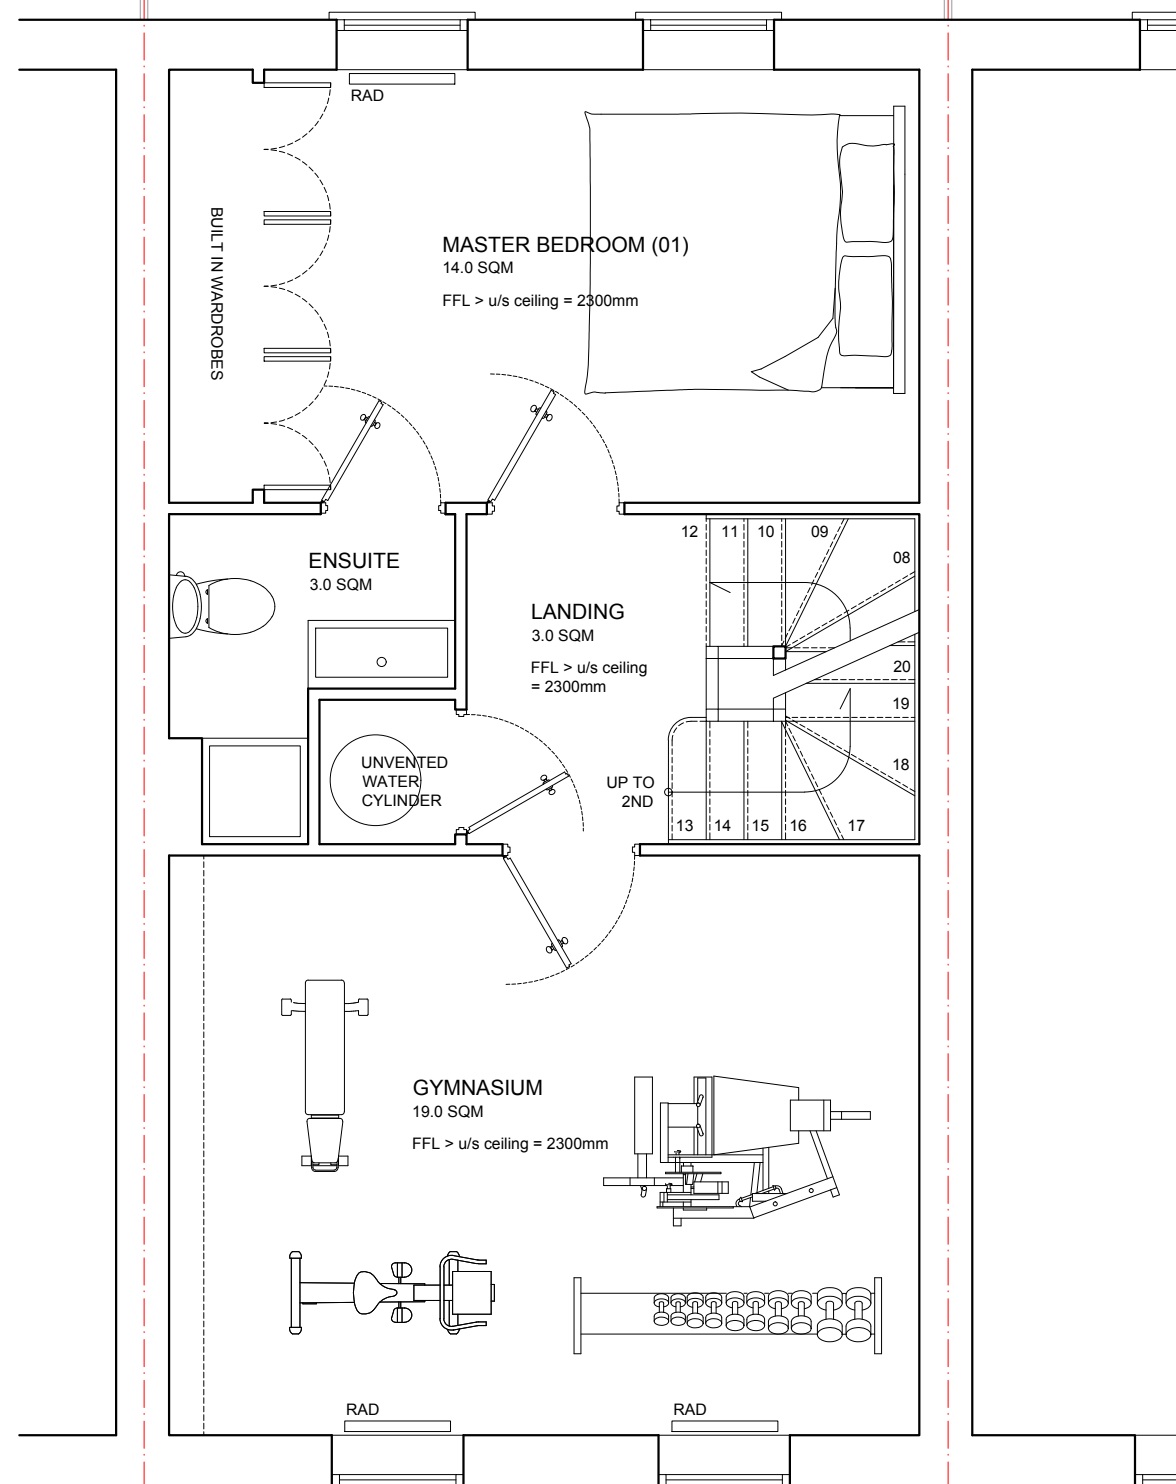 RAD
BUILT IN WARDROBES
MASTER BEDROOM (01)
14.0 SQM
FFL > u/s ceiling = 2300mm
12
11
10
09
08
ENSUITE
3.0 SQM
LANDING
3.0 SQM
FFL > u/s ceiling
= 2300mm
20
19
18
UNVENTED
WATER
CYLINDER
UP TO
2ND
13
14
15
16
17
GYMNASIUM
19.0 SQM
FFL > u/s ceiling = 2300mm
RAD
RAD